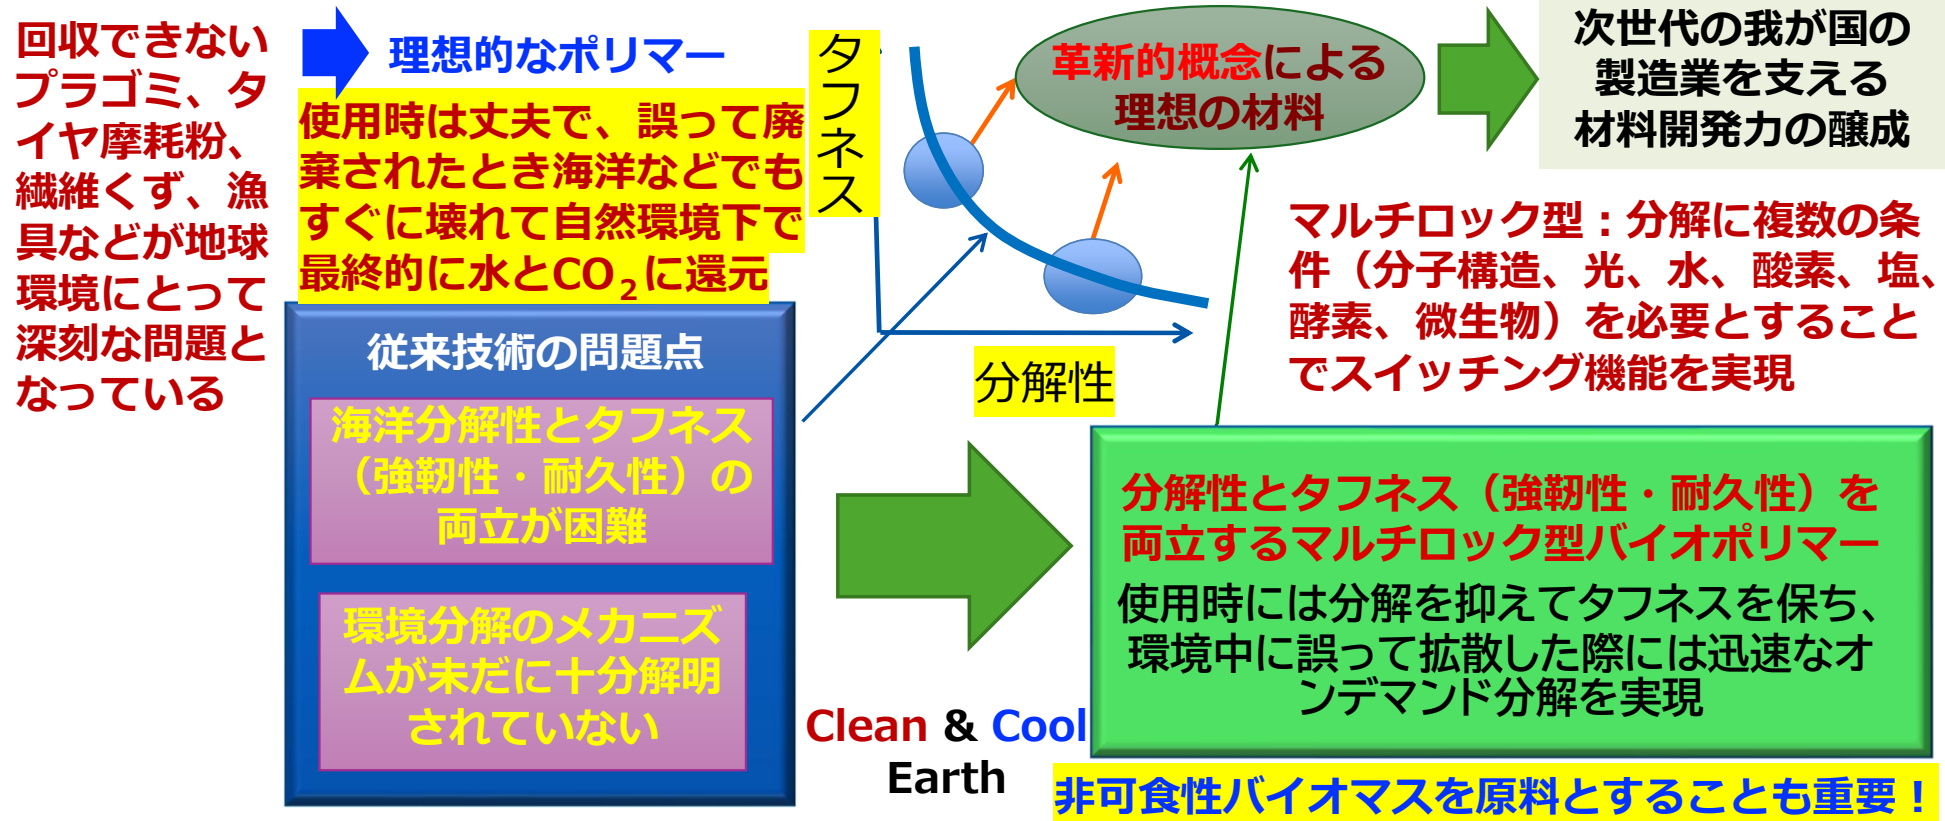 回収できない
プラゴミ、タ
イヤ摩耗粉、
繊維くず、漁
具などが地球
環境にとって
深刻な問題と
なっている
理想的なポリマー
使用時は丈夫で、誤って廃
棄されたとき海洋などでも
すぐに壊れて自然環境下で
最終的に水とCO₂に還元
従来技術の問題点
海洋分解性とタフネス
（強靭性・耐久性）の
両立が困難
環境分解のメカニズ
ムが未だに十分解明
されていない
タフネス
分解性
革新的概念による
理想の材料
次世代の我が国の
製造業を支える
材料開発力の醸成
マルチロック型：分解に複数の条
件（分子構造、光、水、酸素、塩、
酵素、微生物）を必要とすること
でスイッチング機能を実現
分解性とタフネス（強靭性・耐久性）を
両立するマルチロック型バイオポリマー
使用時には分解を抑えてタフネスを保ち、
環境中に誤って拡散した際には迅速なオ
ンデマンド分解を実現
Clean & Cool
Earth
非可食性バイオマスを原料とすることも重要！